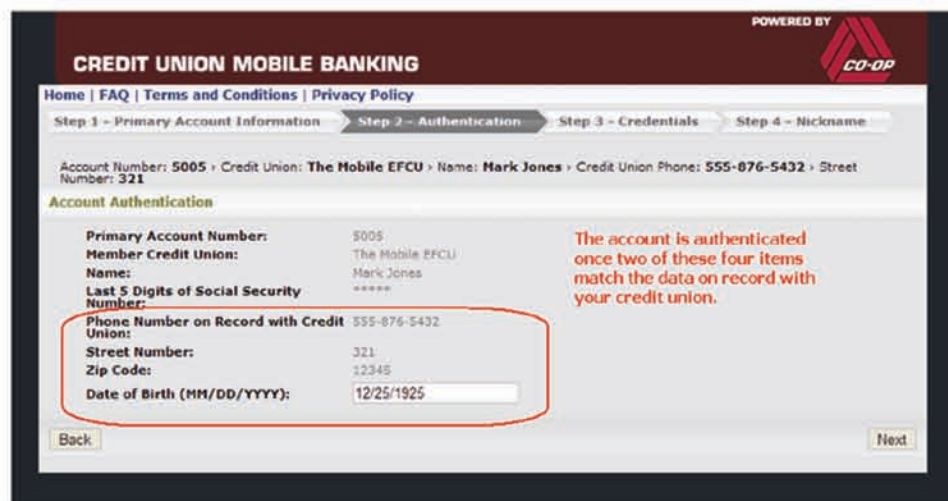 POWERED BY
CO-OP
CREDIT UNION MOBILE BANKING
Home | FAQ | Terms and Conditions | Privacy Policy
Step 1 - Primary Account Information Step 2 - Authentication Step 3 - Credentials Step 4 - Nickname
Account Number: 5005 › Credit Union: The Mobile EFCU › Name: Mark Jones › Credit Union Phone: 555-876-5432 › Street
Number: 321
Account Authentication
Primary Account Number: 5005
Member Credit Union: The Mobile EFCU
Name: Mark Jones
Last 5 Digits of Social Security *****
Number:
Phone Number on Record with Credit 555-876-5432
Union:
Street Number: 321
Zip Code: 12345
Date of Birth (MM/DD/YYYY): 12/25/1925
The account is authenticated
once two of these four items
match the data on record with
your credit union.
Back Next